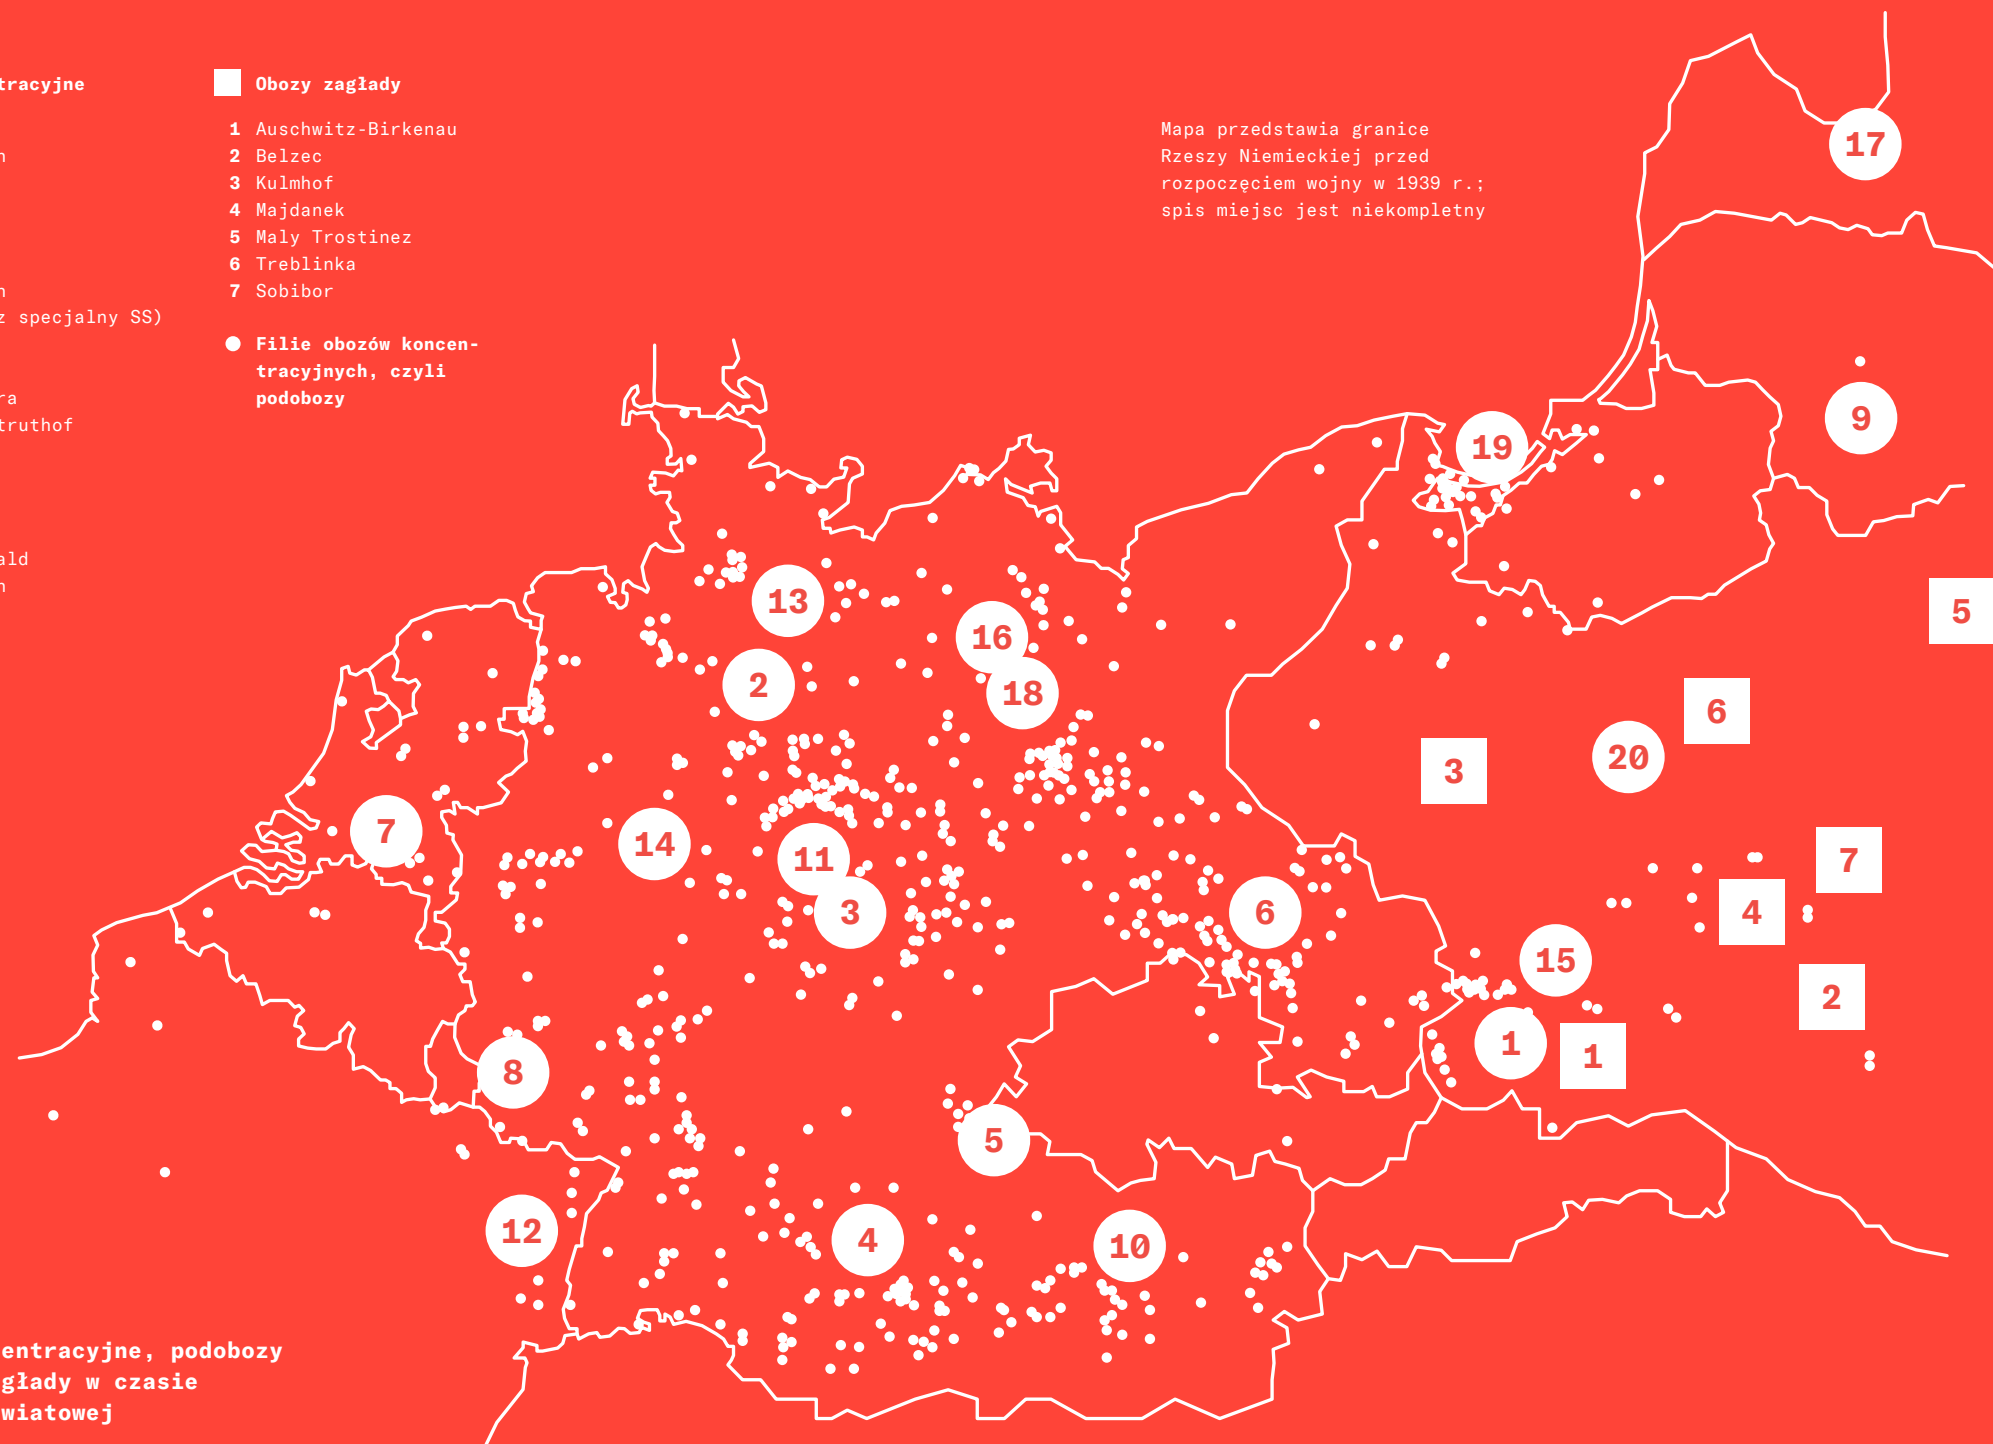 tracyjne
n
n
z specjalny SS)
ra
truthof
ald
n
Obozy zagłady
1 Auschwitz-Birkenau
2 Belzec
3 Kulmhof
4 Majdanek
5 Maly Trostinez
6 Treblinka
7 Sobibor
Filie obozów koncen-
tracyjnych, czyli
podobozy
Mapa przedstawia granice
Rzeszy Niemieckiej przed
rozpoczęciem wojny w 1939 r.;
spis miejsc jest niekompletny
17
9
19
5
13
16
2
18
6
20
3
7
14
11
7
3
6
4
15
2
8
1
1
5
12
4
10
entracyjne, podobozy
głady w czasie
wiatowej